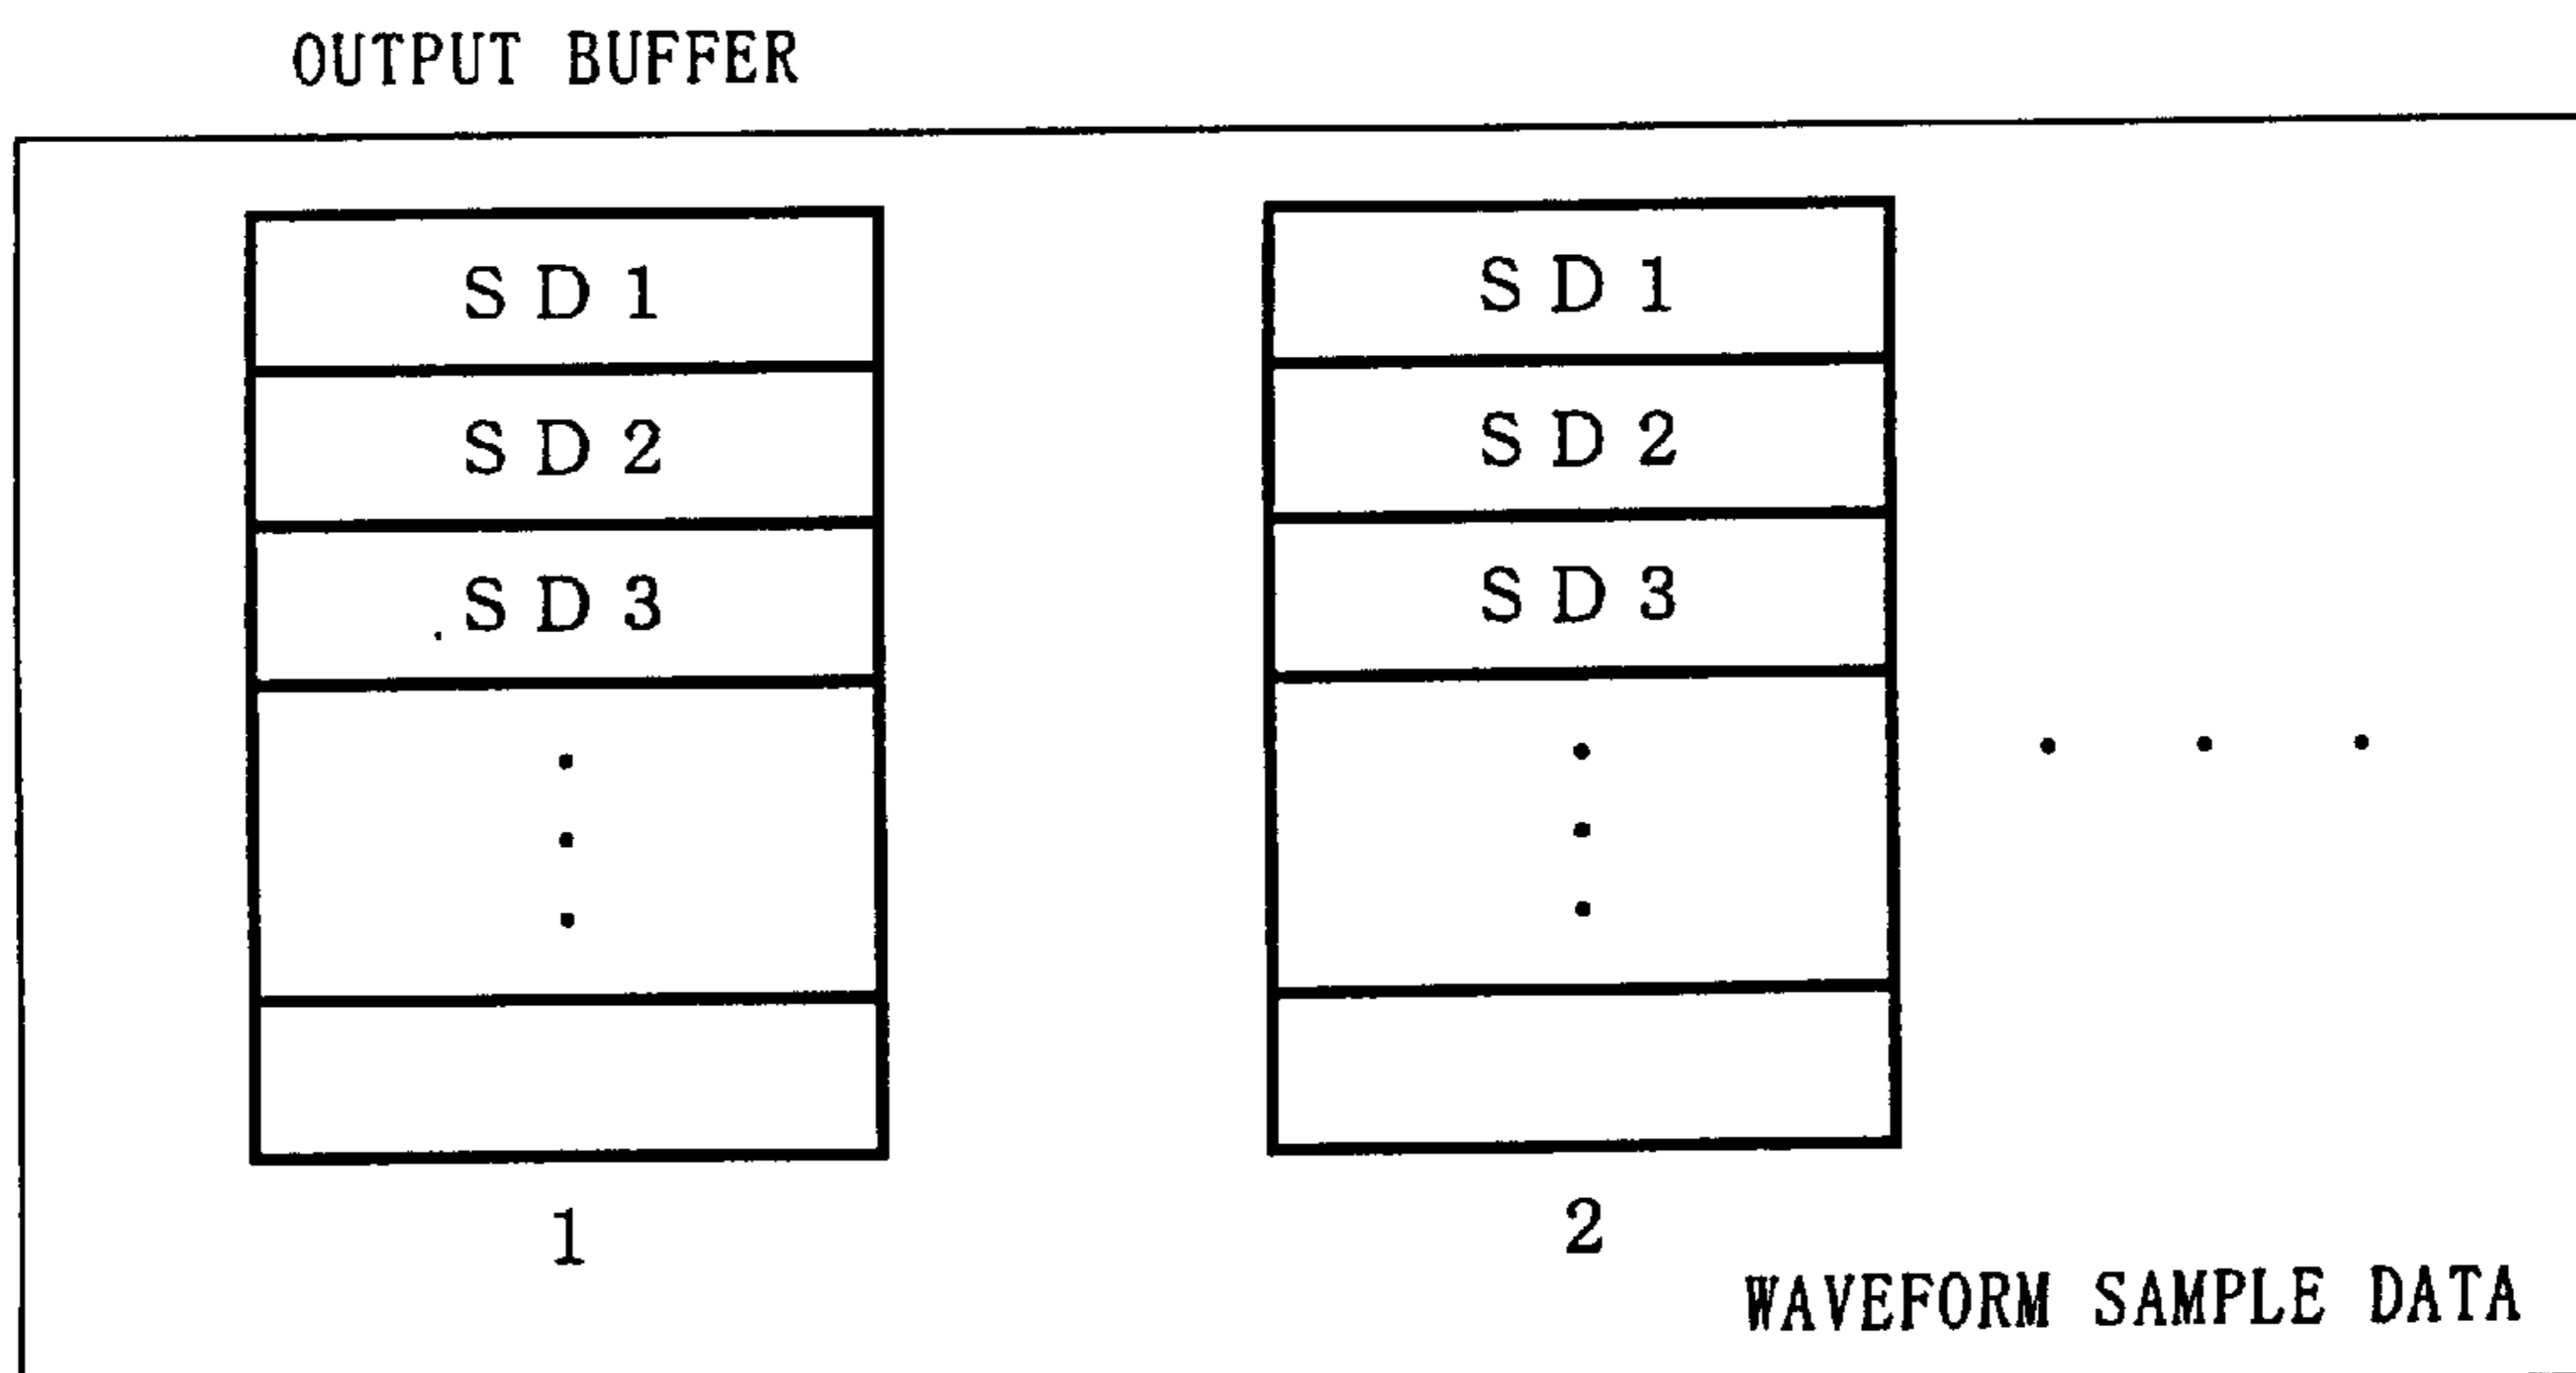 OUTPUT BUFFER
SD1
SD2
SD3
1
SD1
SD2
SD3
2
WAVEFORM SAMPLE DATA